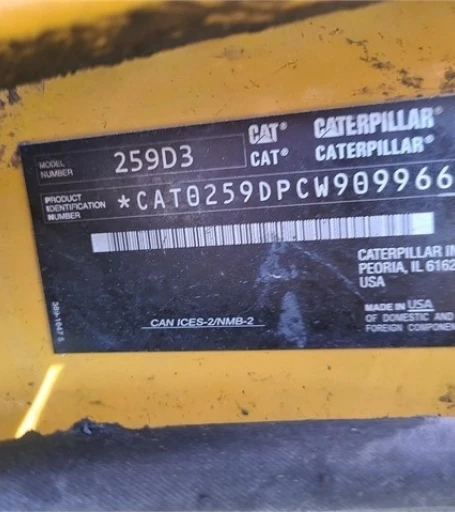 CAT® CATERPILLAR®
MODEL NUMBER 259D3 CAT® CATERPILLAR®
PRODUCT IDENTIFICATION NUMBER *CAT0259DPCW909966
CATERPILLAR IN
PEORIA, IL 6162
USA
MADE IN USA
OF DOMESTIC AND
FOREIGN COMPONEN
CAN ICES-2/NMB-2